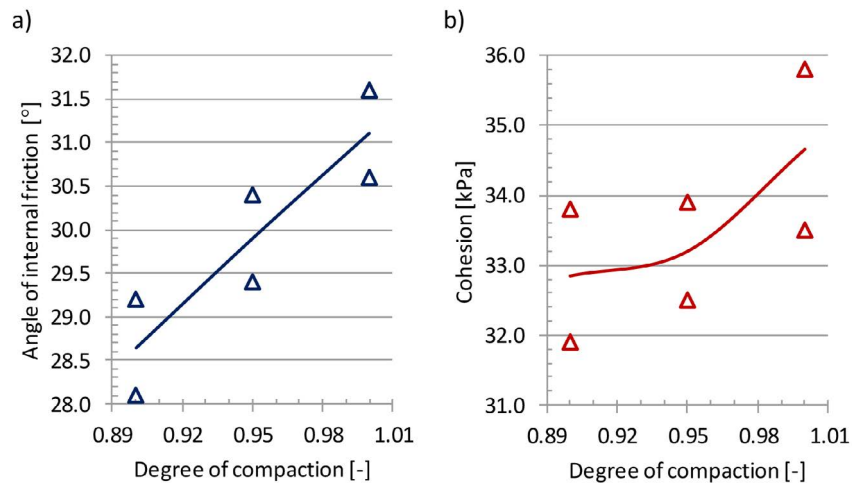 a)
32.0
31.5
31.0
30.5
30.0
29.5
29.0
28.5
28.0
0.89 0.92 0.95 0.98 1.01
Angle of internal friction [°]
Degree of compaction [-]
b)
36.0
35.0
34.0
33.0
32.0
31.0
0.89 0.92 0.95 0.98 1.01
Cohesion [kPa]
Degree of compaction [-]